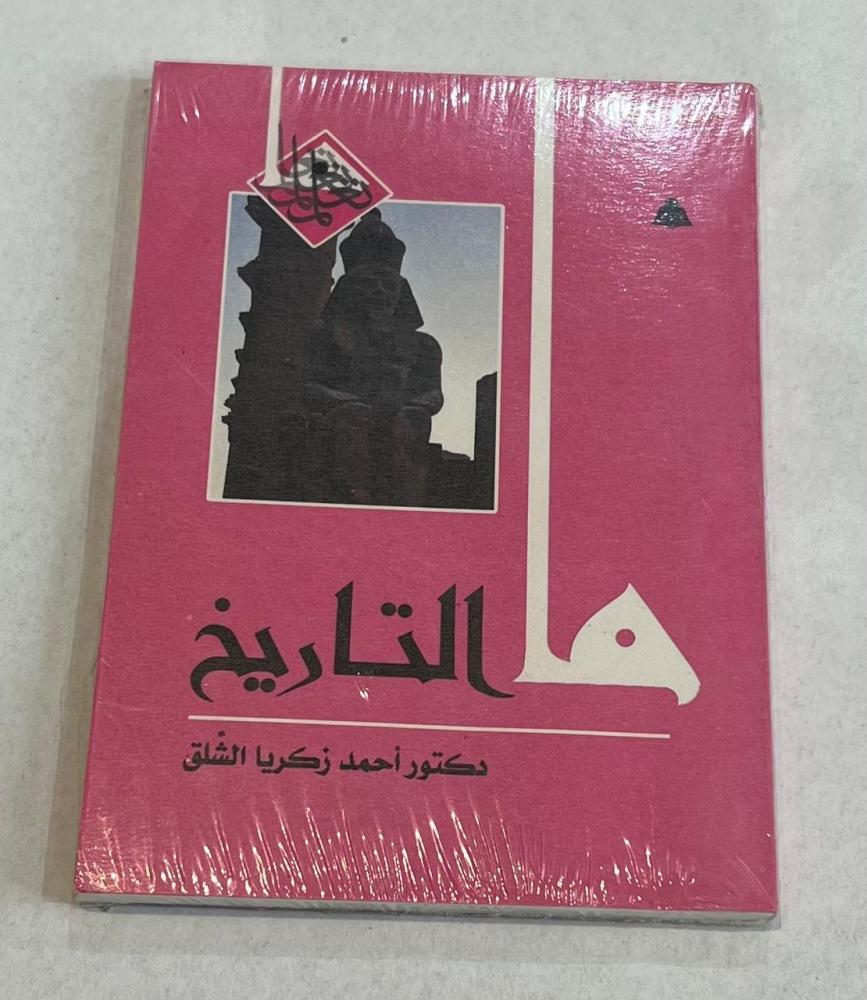 ما التاريخ
دكتور أحمد زكريا الشُلق